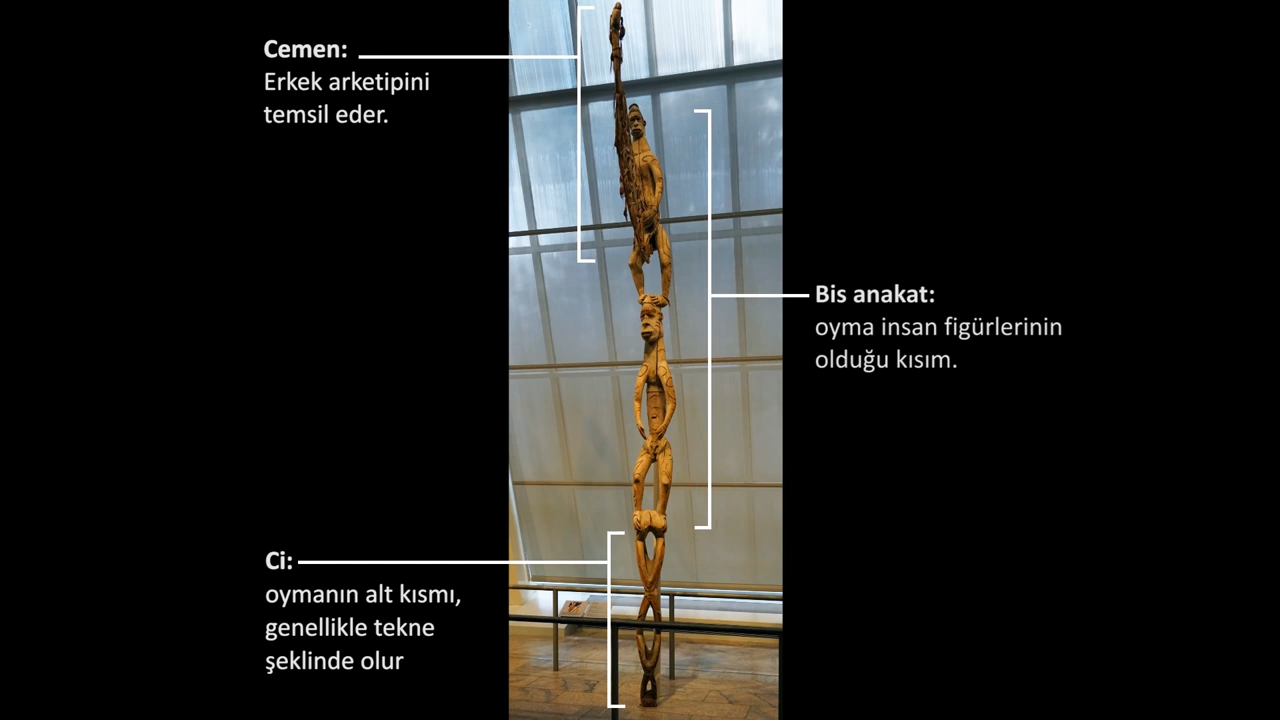 Cemen:
Erkek arketipini
temsil eder.
Bis anakat:
oyma insan figürlerinin
olduğu kısım.
Ci:
oymanın alt kısmı,
genellikle tekne
şeklinde olur